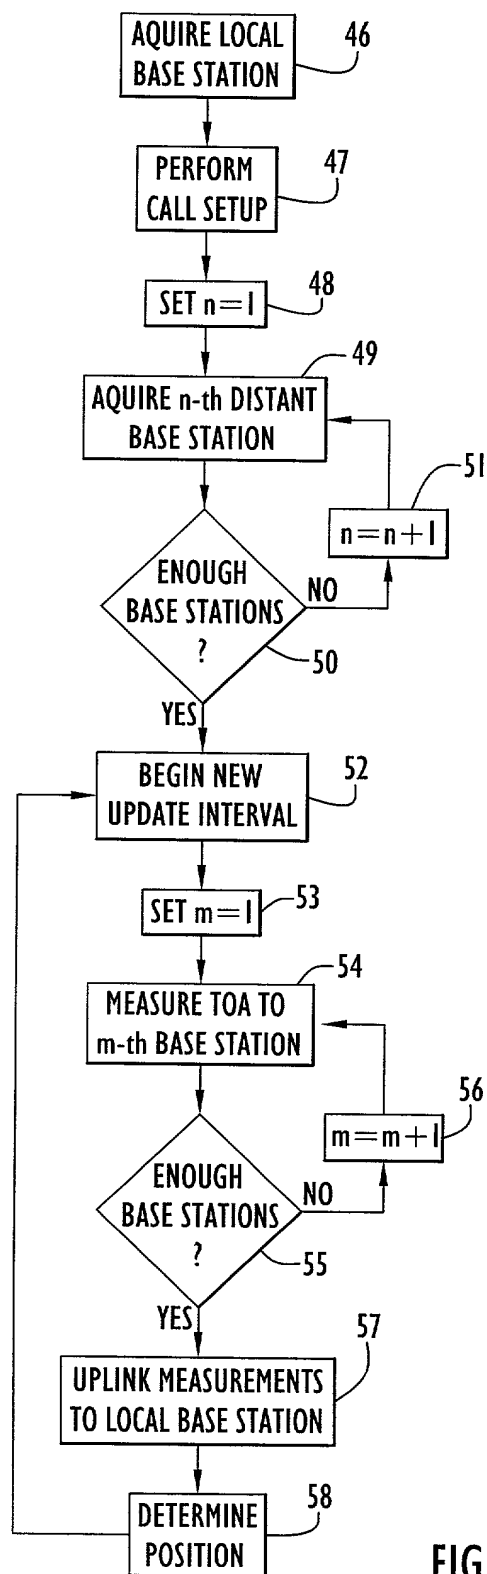 AQUIRE LOCAL
BASE STATION
46
PERFORM
CALL SETUP
47
SET n=1
48
49
AQUIRE n-th DISTANT
BASE STATION
51
n=n+1
ENOUGH
BASE STATIONS
?
NO
50
YES
BEGIN NEW
UPDATE INTERVAL
52
SET m=1
53
54
MEASURE TOA TO
m-th BASE STATION
56
m=m+1
ENOUGH
BASE STATIONS
?
NO
55
YES
57
UPLINK MEASUREMENTS
TO LOCAL BASE STATION
DETERMINE
POSITION
58
FIG